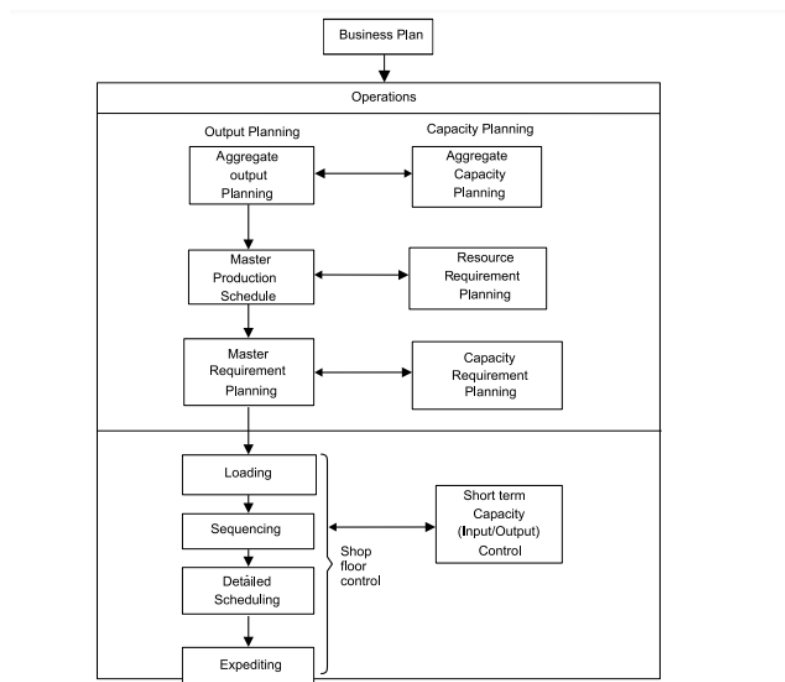 Business Plan
Operations
Output Planning
Capacity Planning
Aggregate
output
Planning
Aggregate
Capacity
Planning
Master
Production
Schedule
Resource
Requirement
Planning
Master
Requirement
Planning
Capacity
Requirement
Planning
Loading
Sequencing
Detailed
Scheduling
Expediting
Shop
floor
control
Short term
Capacity
(Input/Output)
Control